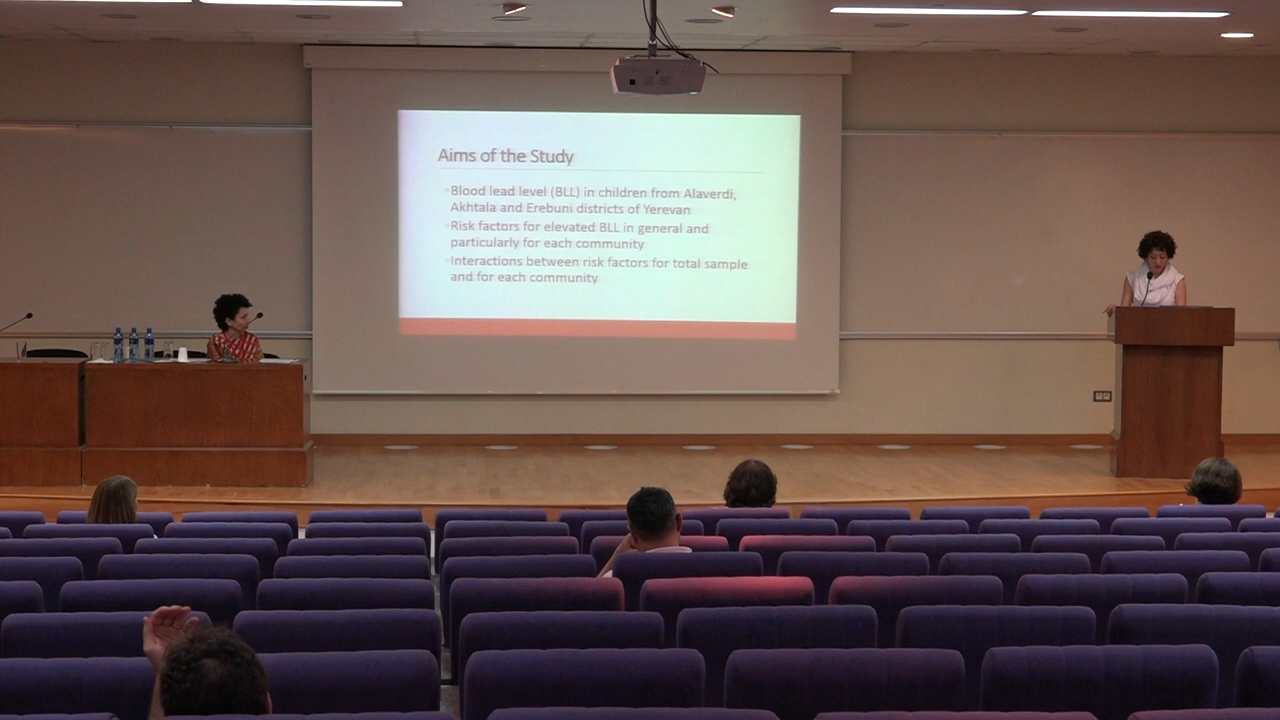 Aims of the Study
Blood lead level (BLL) in children from Alaverdi,
Akhtala and Erebuni districts of Yerevan
Risk factors for elevated BLL in general and
particularly for each community
Interactions between risk factors for total sample
and for each community